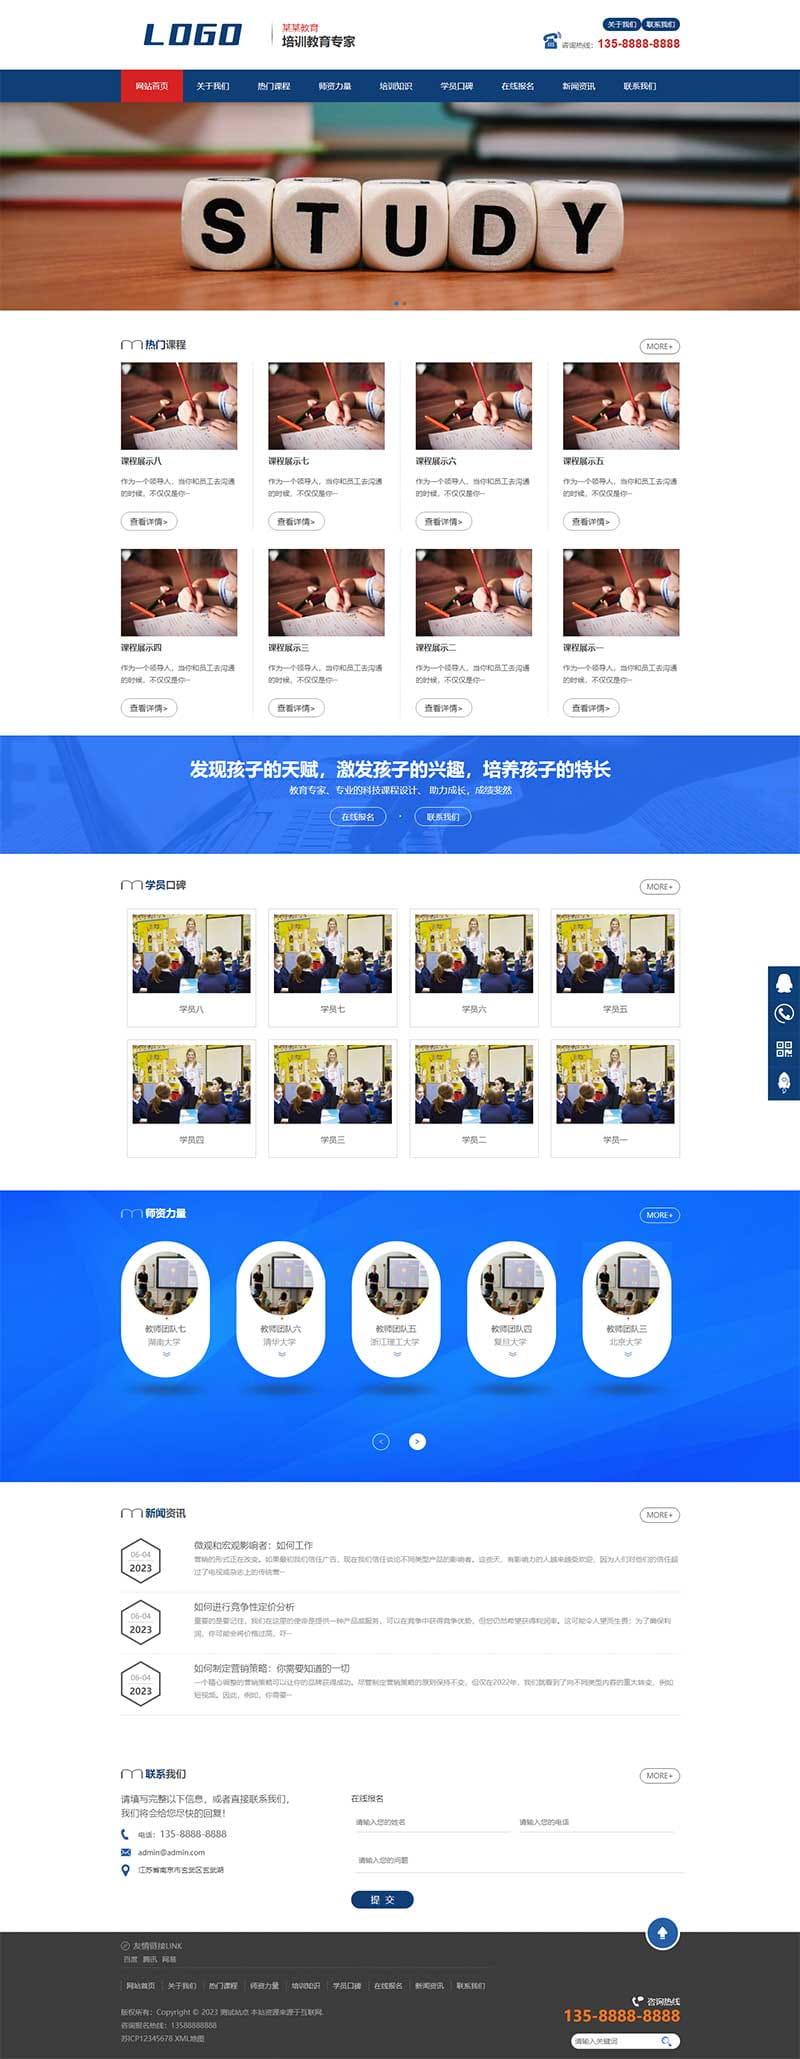 LOGO
某某教育
培训教育专家
关于我们 联系我们
咨询热线：135-8888-8888
网站首页 关于我们 热门课程 师资力量 培训知识 学员口碑 在线报名 新闻资讯 联系我们
STUDY
热门课程
MORE+
课程展示八 课程展示七 课程展示六 课程展示五
作为一个领导人，当你和员工去沟通 作为一个领导人，当你和员工去沟通 作为一个领导人，当你和员工去沟通 作为一个领导人，当你和员工去沟通
的时候，不仅仅是你··· 的时候，不仅仅是你··· 的时候，不仅仅是你··· 的时候，不仅仅是你···
查看详情> 查看详情> 查看详情> 查看详情>
课程展示四 课程展示三 课程展示二 课程展示一
作为一个领导人，当你和员工去沟通 作为一个领导人，当你和员工去沟通 作为一个领导人，当你和员工去沟通 作为一个领导人，当你和员工去沟通
的时候，不仅仅是你··· 的时候，不仅仅是你··· 的时候，不仅仅是你··· 的时候，不仅仅是你···
查看详情> 查看详情> 查看详情> 查看详情>
发现孩子的天赋，激发孩子的兴趣，培养孩子的特长
教育专家、专业的科技课程设计、 助力成长，成绩斐然
在线报名 · 联系我们
学员口碑
MORE+
学员八 学员七 学员六 学员五
学员四 学员三 学员二 学员一
师资力量
MORE+
教师团队七 教师团队六 教师团队五 教师团队四 教师团队三
湖南大学 清华大学 浙江理工大学 复旦大学 北京大学
< >
新闻资讯
MORE+
06-04
2023
微观和宏观影响者：如何工作
营销的形式正在改变。如果最初我们信任广告，现在我们信任谈论不同类型产品的影响者。这些天，有影响力的人越来越受欢迎，因为人们对他们的信任超
过了电视或杂志上的传统营···
06-04
2023
如何进行竞争性定价分析
重要的是要记住，我们在这里的使命是提供一种产品或服务，可以在竞争中获得竞争优势，但您仍然希望获得利润率。这可能令人望而生畏；为了确保利
润，你可能会将价格过高，吓···
06-04
2023
如何制定营销策略：你需要知道的一切
一个精心调整的营销策略可以让你的品牌获得成功。尽管制定营销策略的原则保持不变，但仅在2022年，我们就看到了向不同类型内容的重大转变，例如
短视频。因此，例如，你需要···
联系我们
MORE+
请填写完整以下信息，或者直接联系我们，
我们将会给您尽快的回复！
电话：135-8888-8888
admin@admin.com
江苏省南京市玄武区玄武湖
在线报名
请输入您的姓名 请输入您的电话
请输入您的问题
提 交
友情链接LINK
百度 腾讯 网易
网站首页 关于我们 热门课程 师资力量 培训知识 学员口碑 在线报名 新闻资讯 联系我们
版权所有：Copyright © 2023 测试站点 本站资源来源于互联网.
咨询报名热线：13588888888
苏ICP12345678 XML地图
咨询热线
135-8888-8888
请输入关键词